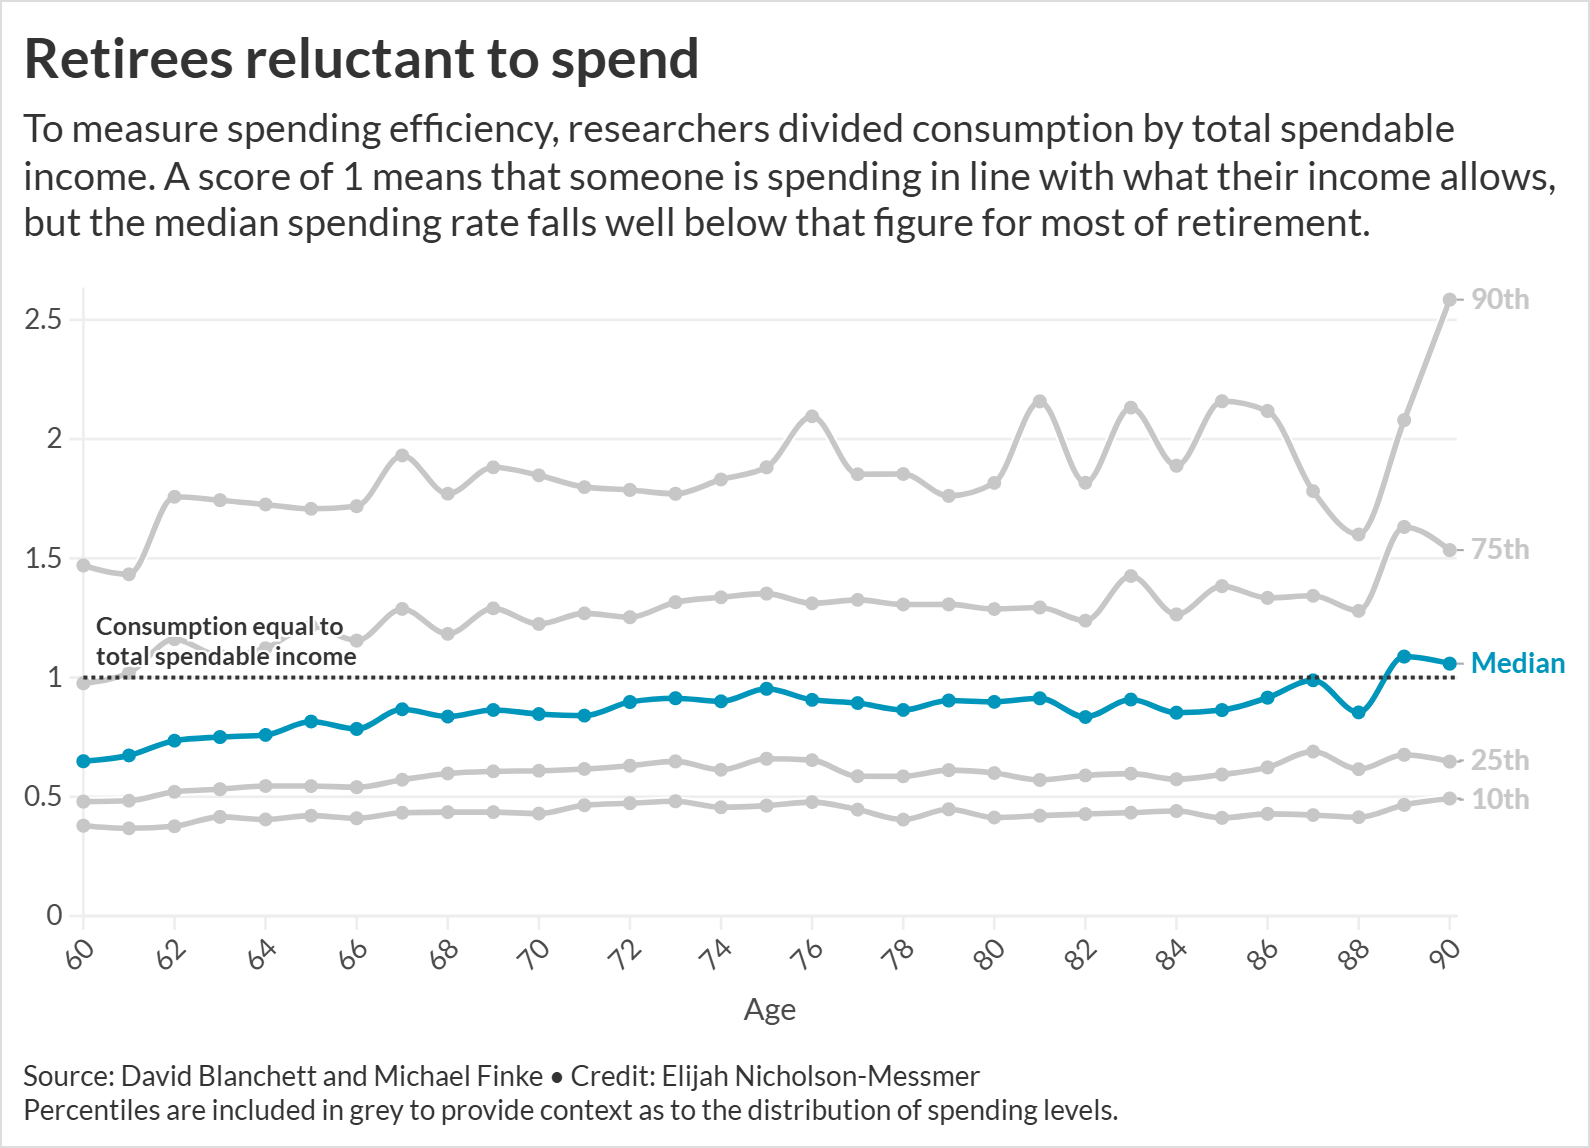 Retirees reluctant to spend
To measure spending efficiency, researchers divided consumption by total spendable
income. A score of 1 means that someone is spending in line with what their income allows,
but the median spending rate falls well below that figure for most of retirement.
90th
2.5
2
75th
1.5
Consumption equal to
total spendable income
Median
1
25th
10th
0.5
0
60 62 64 66 68 70 72 74 76 78 80 82 84 86 88 90
Age
Source: David Blanchett and Michael Finke • Credit: Elijah Nicholson-Messmer
Percentiles are included in grey to provide context as to the distribution of spending levels.